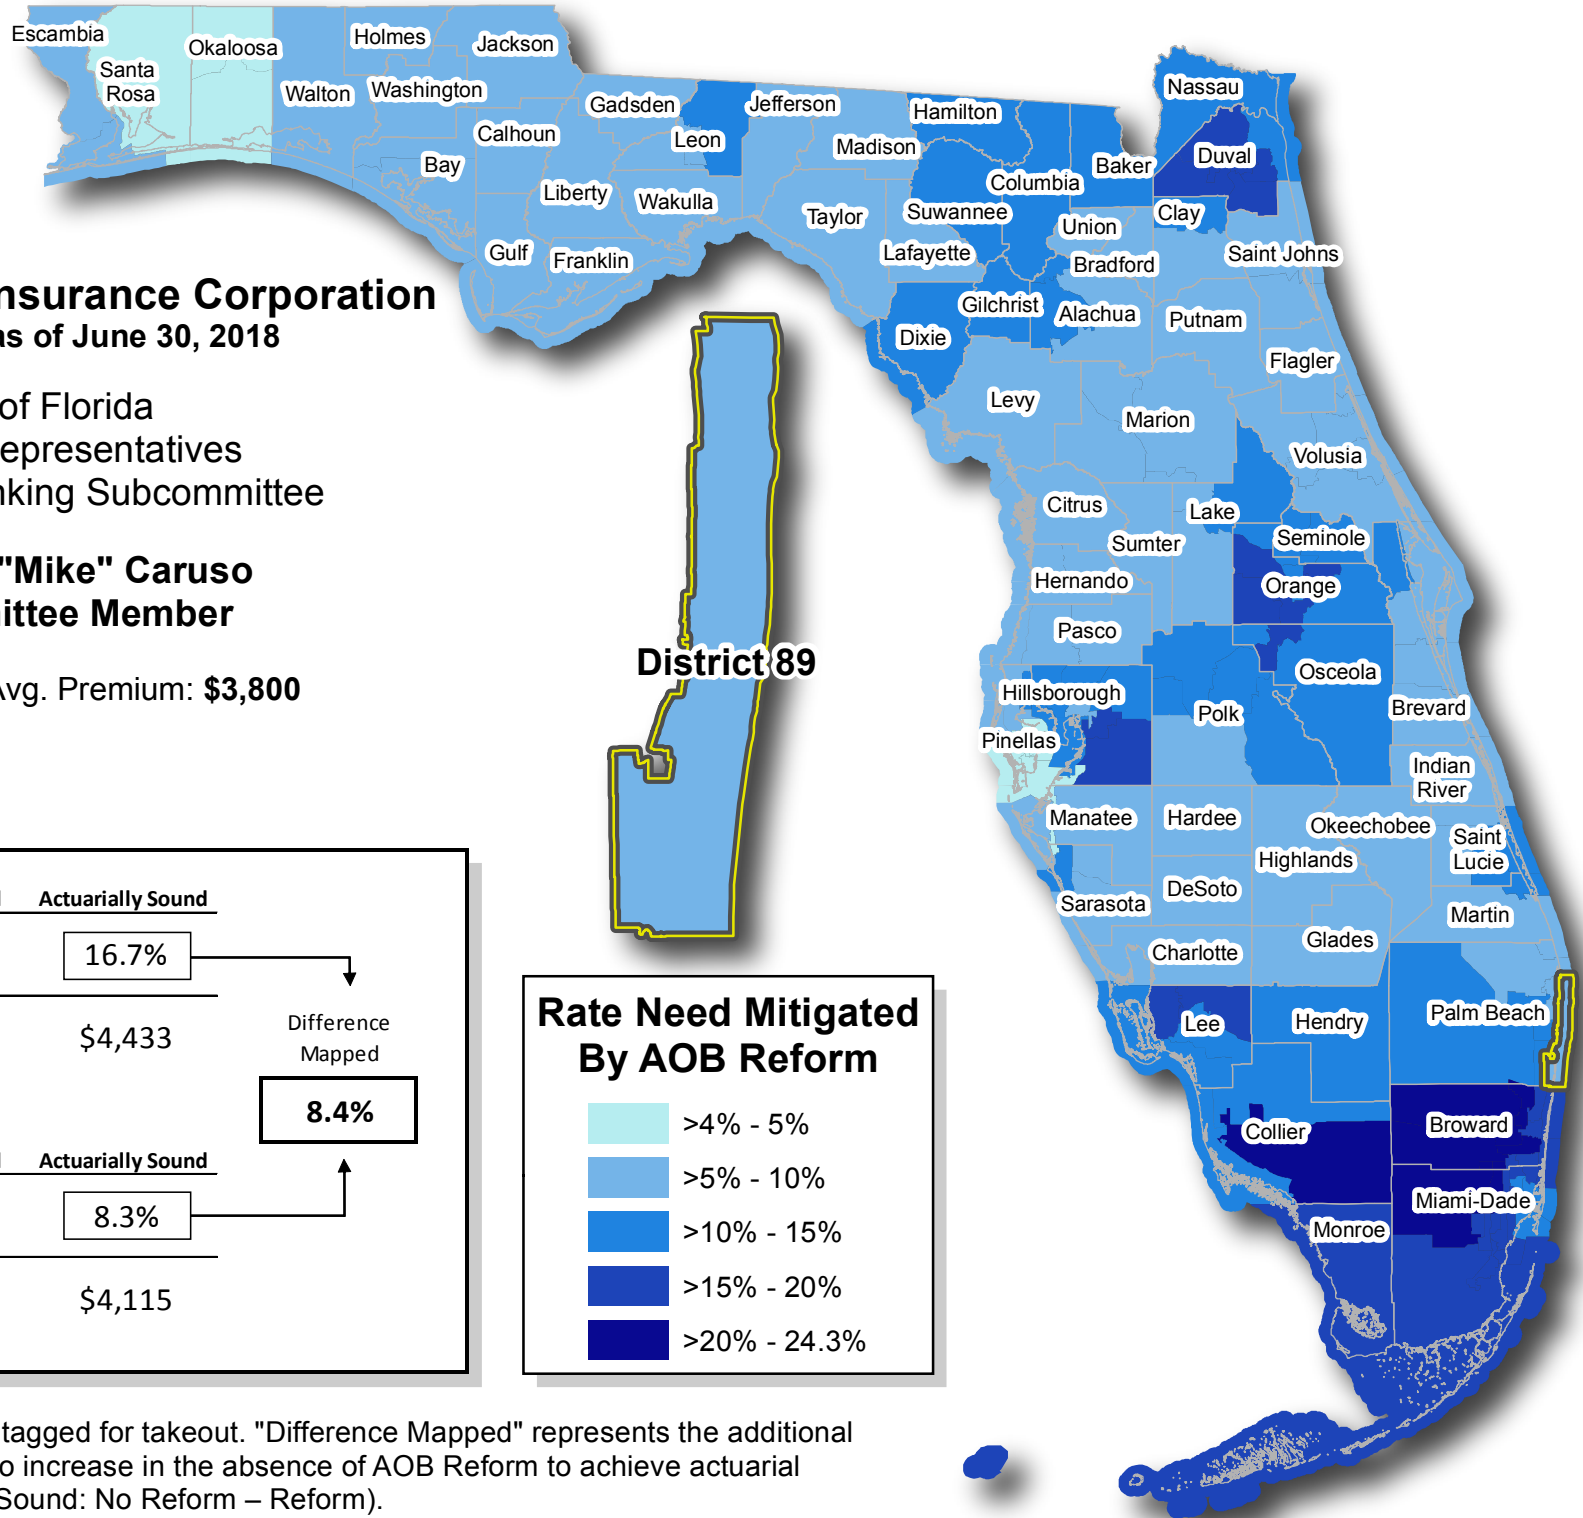 Escambia
Santa
Rosa
Okaloosa
Holmes
Jackson
Walton
Washington
Bay
Calhoun
Gulf
Liberty
Franklin
Gadsden
Leon
Wakulla
Jefferson
Madison
Taylor
Hamilton
Suwannee
Lafayette
Columbia
Baker
Nassau
Duval
Clay
Union
Bradford
Saint Johns
Gilchrist
Alachua
Putnam
Dixie
Flagler
Levy
Marion
Volusia
Citrus
Lake
Sumter
Seminole
Hernando
Orange
Pasco
Osceola
Hillsborough
Polk
Brevard
Pinellas
Indian
River
Manatee
Hardee
Okeechobee
Saint
Lucie
Highlands
DeSoto
Sarasota
Martin
Glades
Charlotte
Lee
Hendry
Palm Beach
Collier
Broward
Miami-Dade
Monroe
nsurance Corporation
as of June 30, 2018
of Florida
epresentatives
nking Subcommittee
"Mike" Caruso
ittee Member
Avg. Premium: $3,800
District 89
Actuarially Sound
16.7%
$4,433
Difference
Mapped
8.4%
Actuarially Sound
8.3%
$4,115
Rate Need Mitigated
By AOB Reform
>4% - 5%
>5% - 10%
>10% - 15%
>15% - 20%
>20% - 24.3%
tagged for takeout. "Difference Mapped" represents the additional
o increase in the absence of AOB Reform to achieve actuarial
Sound: No Reform – Reform).